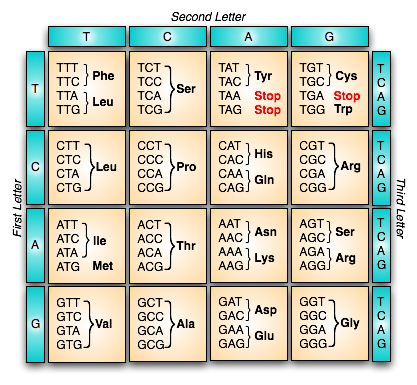 Second Letter
T C A G
First Letter
Third Letter
T
TTT
TTC
TTA
TTG
Phe
Leu
TCT
TCC
TCA
TCG
Ser
TAT
TAC
TAA
TAG
Tyr
Stop
Stop
TGT
TGC
TGA
TGG
Cys
Stop
Trp
T
C
A
G
C
CTT
CTC
CTA
CTG
Leu
CCT
CCC
CCA
CCG
Pro
CAT
CAC
CAA
CAG
His
Gln
CGT
CGC
CGA
CGG
Arg
T
C
A
G
A
ATT
ATC
ATA
ATG
Ile
Met
ACT
ACC
ACA
ACG
Thr
AAT
AAC
AAA
AAG
Asn
Lys
AGT
AGC
AGA
AGG
Ser
Arg
T
C
A
G
G
GTT
GTC
GTA
GTG
Val
GCT
GCC
GCA
GCG
Ala
GAT
GAC
GAA
GAG
Asp
Glu
GGT
GGC
GGA
GGG
Gly
T
C
A
G